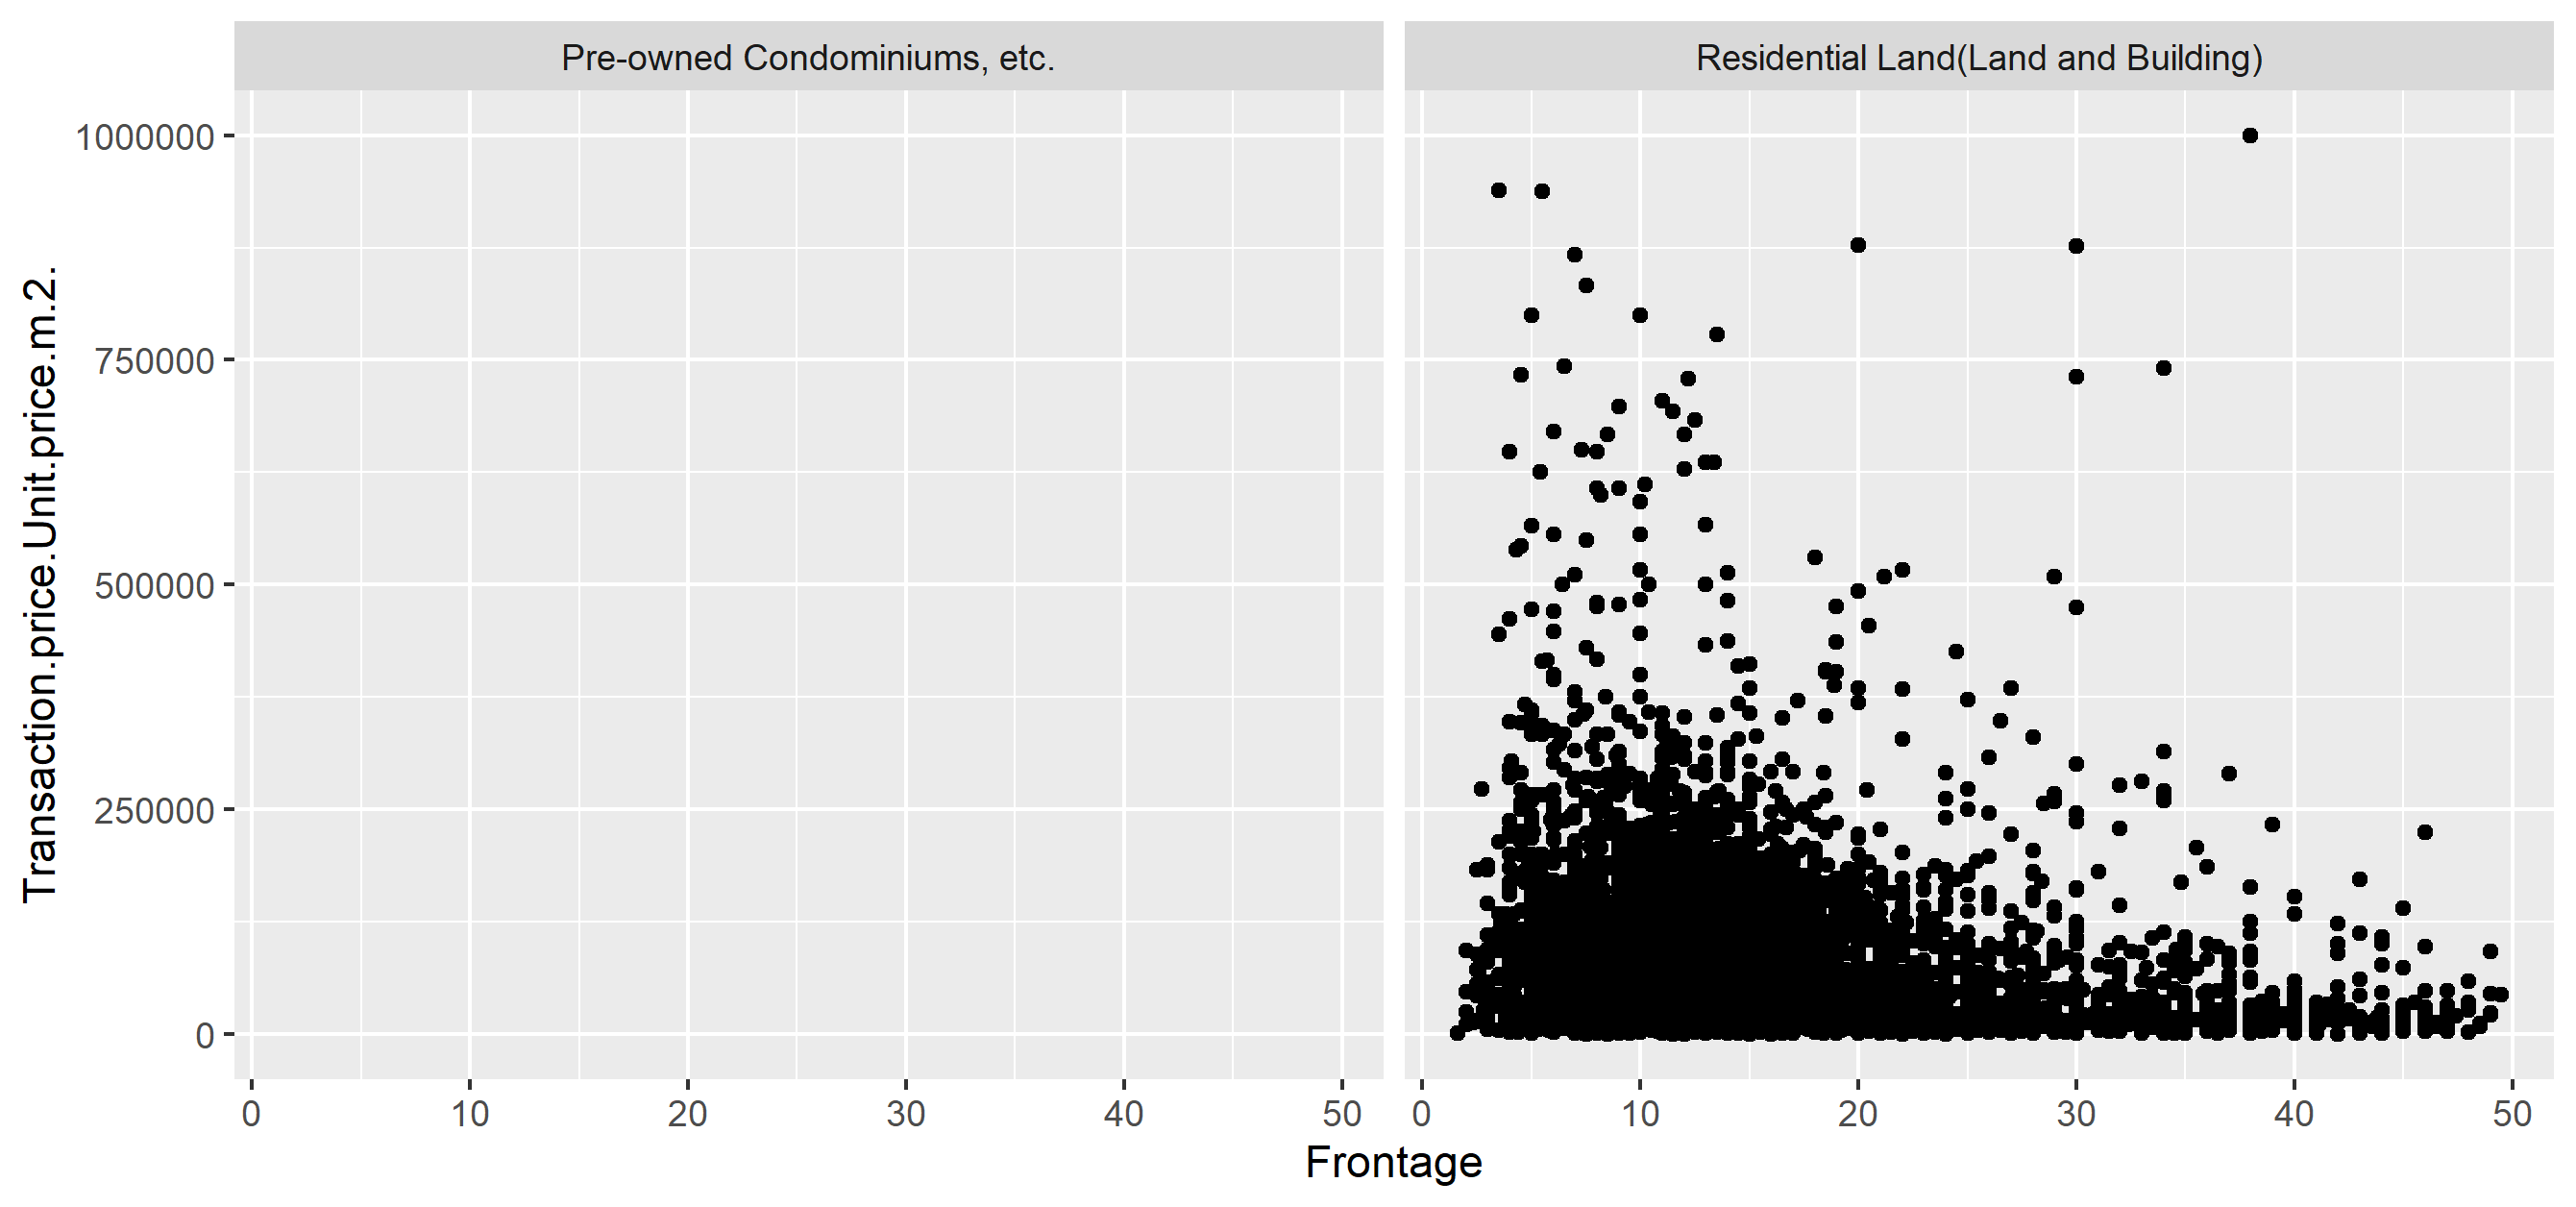 Pre-owned Condominiums, etc.
Residential Land(Land and Building)
Transaction.price.Unit.price.m.2.
1000000
750000
500000
250000
0
0 10 20 30 40 50
0 10 20 30 40 50
Frontage